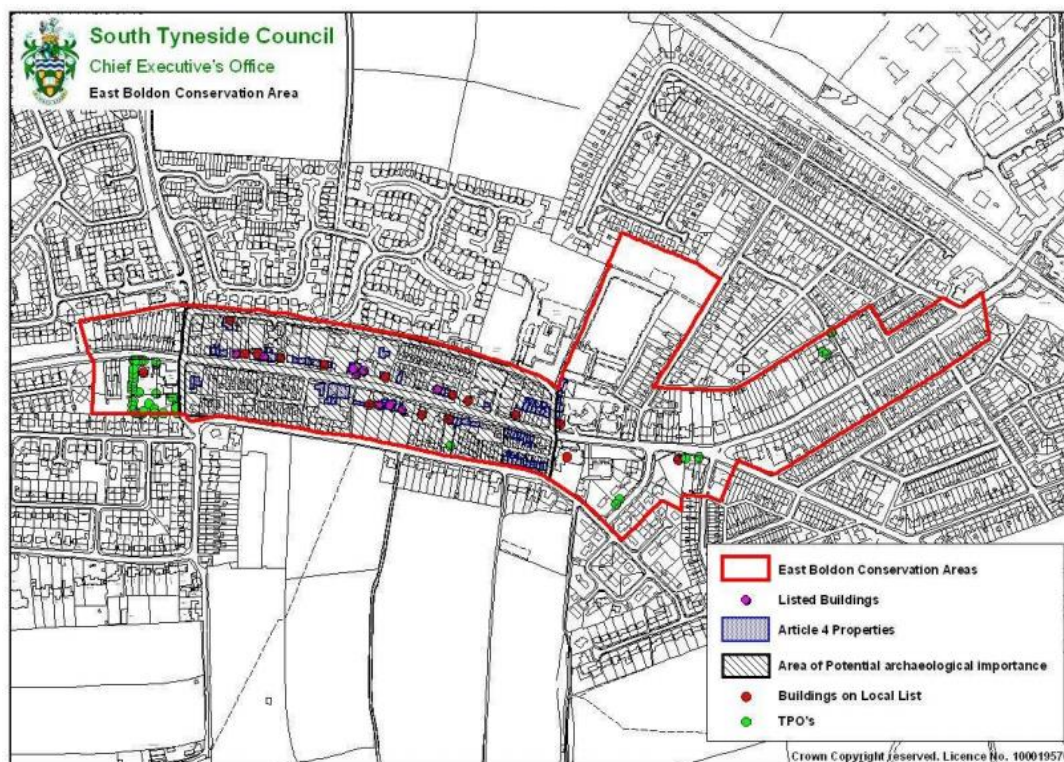 South Tyneside Council
Chief Executive's Office
East Boldon Conservation Area
East Boldon Conservation Areas
Listed Buildings
Article 4 Properties
Area of Potential archaeological importance
Buildings on Local List
TPO's
Crown Copyright reserved. Licence No. 10001957